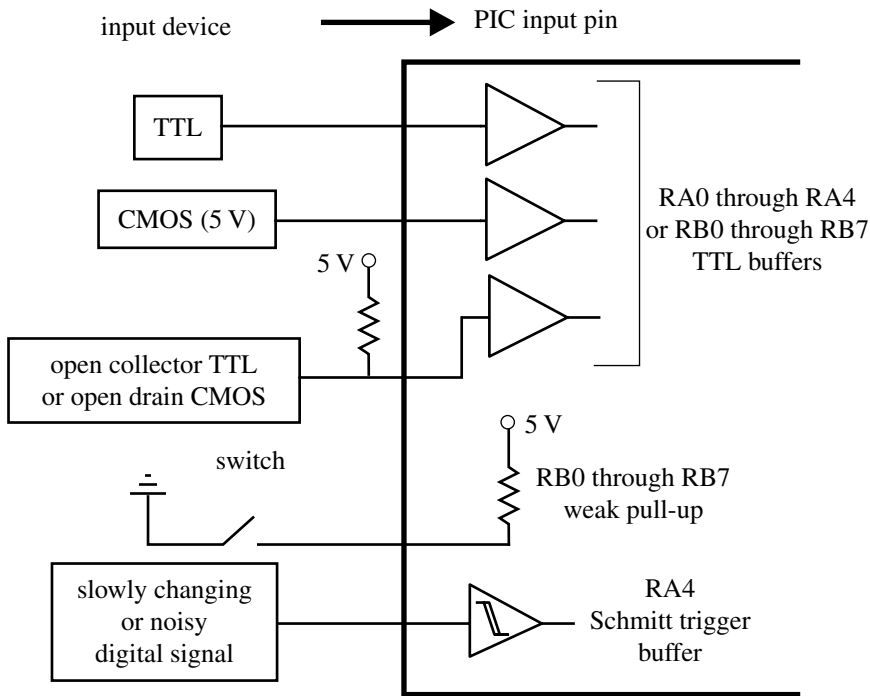 input device
PIC input pin
TTL
CMOS (5 V)
RA0 through RA4
or RB0 through RB7
TTL buffers
5 V
open collector TTL
or open drain CMOS
5 V
switch
RB0 through RB7
weak pull-up
slowly changing
or noisy
digital signal
RA4
Schmitt trigger
buffer